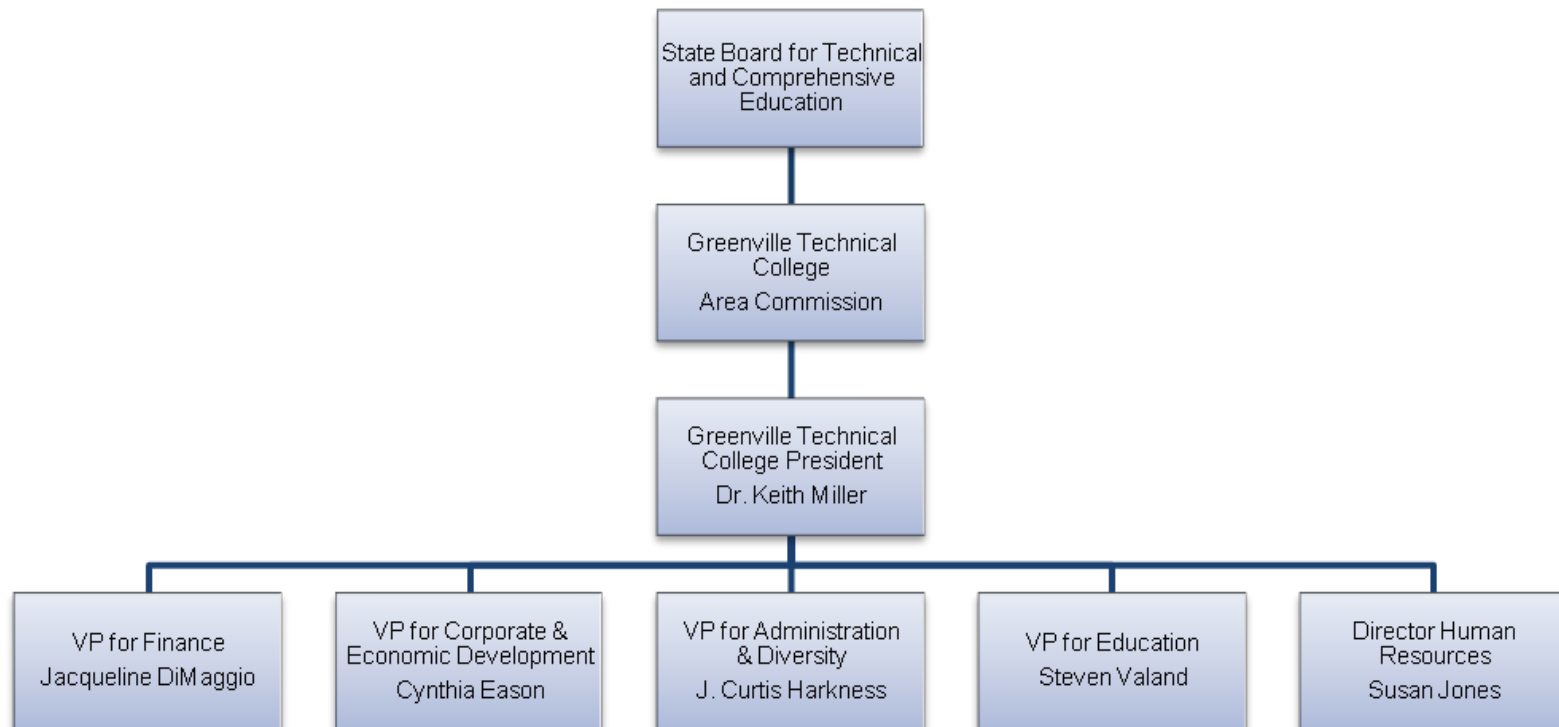 State Board for Technical
and Comprehensive
Education
Greenville Technical
College
Area Commission
Greenville Technical
College President
Dr. Keith Miller
VP for Finance
Jacqueline DiMaggio
VP for Corporate &
Economic Development
Cynthia Eason
VP for Administration
& Diversity
J. Curtis Harkness
VP for Education
Steven Valand
Director Human
Resources
Susan Jones